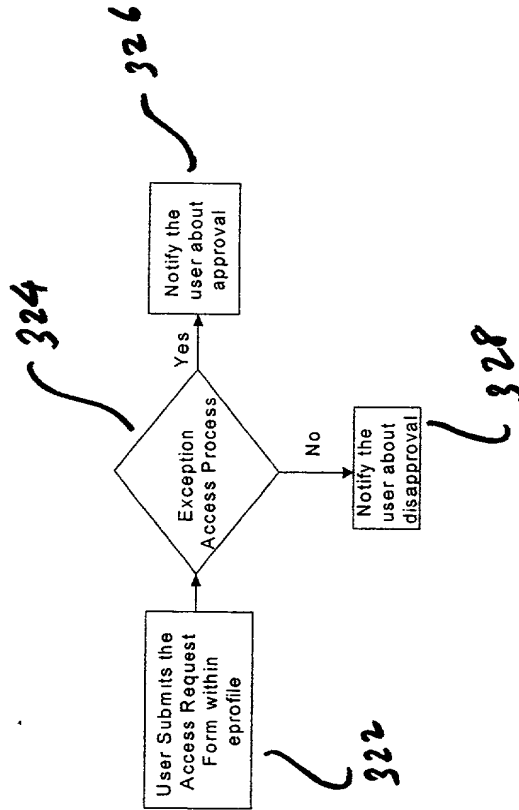 User Submits the
Access Request
Form within
eprofile
322
Exception
Access Process
324
Yes
Notify the
user about
approval
326
No
Notify the
user about
disapproval
328